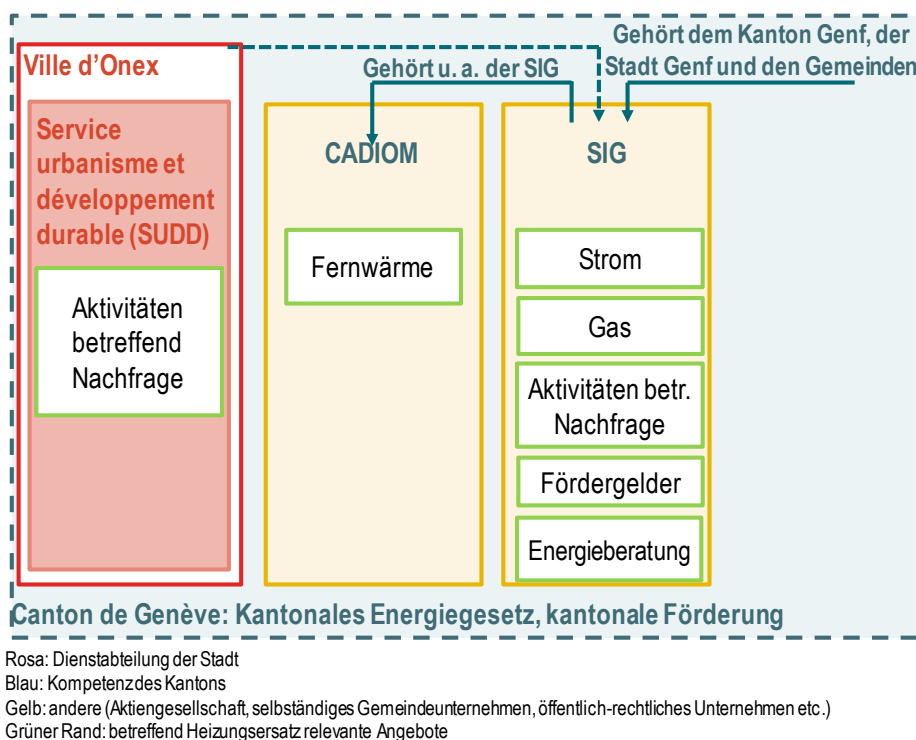 Ville d'Onex
Service
urbanisme et
développement
durable (SUDD)
Aktivitäten
betreffend
Nachfrage
Gehört u. a. der SIG
Gehört dem Kanton Genf, der
Stadt Genf und den Gemeinden
CADIOM
Fernwärme
SIG
Strom
Gas
Aktivitäten betr.
Nachfrage
Fördergelder
Energieberatung
Canton de Genève: Kantonales Energiegesetz, kantonale Förderung
Rosa: Dienstabteilung der Stadt
Blau: Kompetenz des Kantons
Gelb: andere (Aktiengesellschaft, selbständiges Gemeindeunternehmen, öffentlich-rechtliches Unternehmen etc.)
Grüner Rand: betreffend Heizungsersatz relevante Angebote